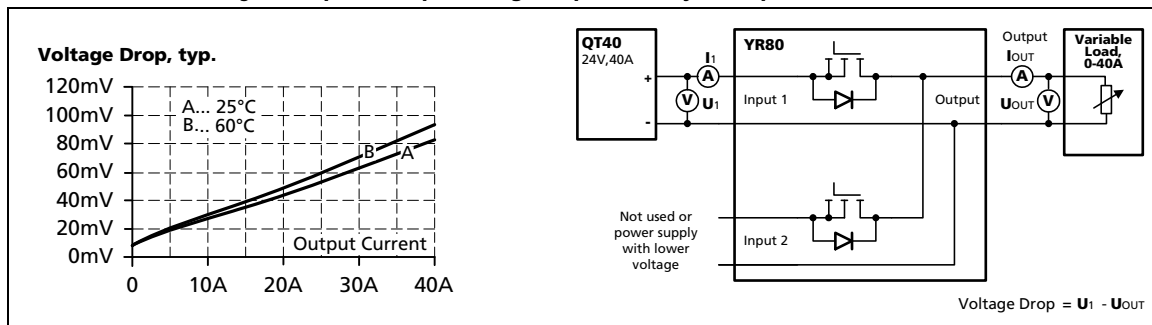 Voltage Drop, typ.
120mV
100mV
80mV
60mV
40mV
20mV
0mV
A... 25°C
B... 60°C
B
A
Output Current
0
10A
20A
30A
40A
QT40
24V,40A
+
-
I1
A
V
U1
YR80
Input 1
Output
Input 2
Not used or
power supply
with lower
voltage
Output
IOUT
A
UOUT
V
Variable
Load,
0-40A
Voltage Drop = U1 - UOUT